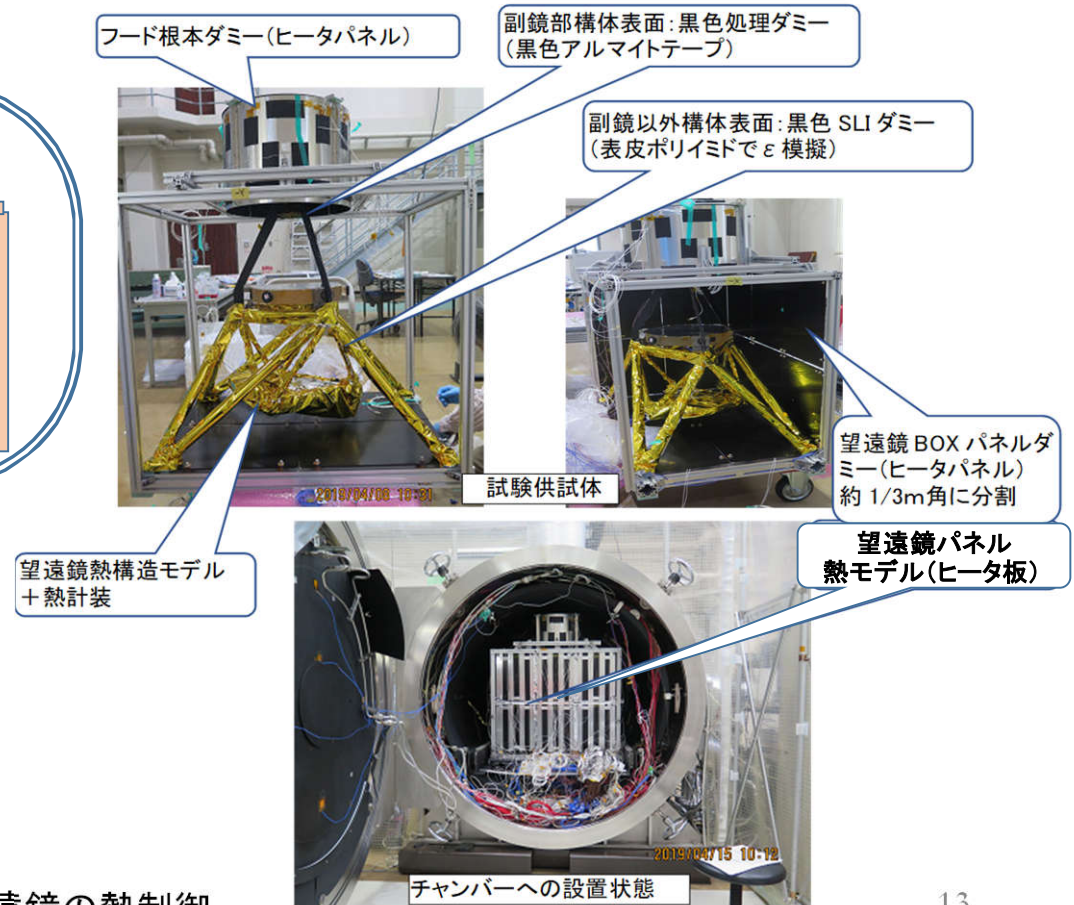 フード根本ダミー(ヒータパネル)
副鏡部構体表面:黒色処理ダミー
(黒色アルマイトテープ)
副鏡以外構体表面:黒色 SLI ダミー
(表皮ポリイミドでε模擬)
望遠鏡 BOX パネルダ
ミー(ヒータパネル)
約 1/3m角に分割
試験供試体
望遠鏡熱構造モデル
+熱計装
望遠鏡パネル
熱モデル(ヒータ板)
2019/04/15 10:12
チャンバーへの設置状態
遠鏡の熱制御
13